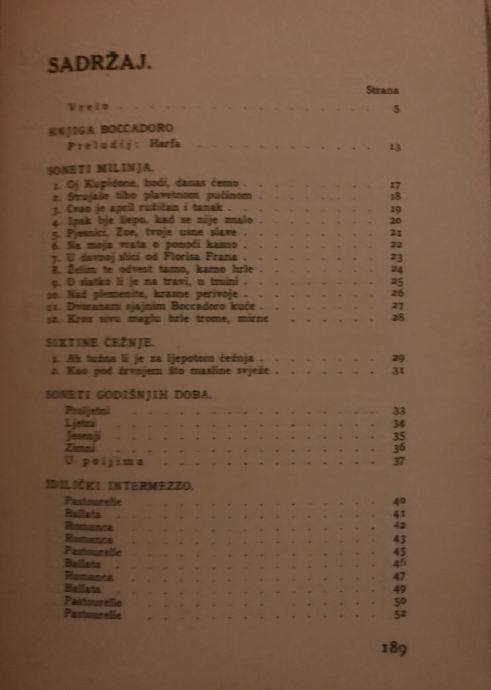 SADRŽAJ.
Strana
Vrelo . . . . . . . . . . . . 5
KNJIGA BOCCADORO
Preludij: Harfa . . . . . . . . . . 13
SONETI MILINJA.
1. Oj Kupidone, hodi, danas ćemo . . . . . . 17
2. Strujaše tiho plavetnom pučinom . . . . . . 18
3. Cvao je april ružičan i tanak . . . . . . . 19
4. Ipak bje liepo, kad se nije znalo . . . . . . 20
5. Pjesnici, Zoe, tvoje usne slave . . . . . . . 21
6. Na moja vrata o ponoći kasno . . . . . . . 22
7. U davnoj slici od Florisa Frana . . . . . . . 23
8. Želim te odvest tamo, kamo hrle . . . . . . 24
9. O slatko li je na travi, u tmini . . . . . . . 25
10. Nad plemenite, krasne perivoje . . . . . . . 26
11. Dvoranam sjajnim Boccadoro kuće . . . . . . 27
12. Kroz sivu maglu hrle trome, mirne . . . . . 28
SIXTINE ČEŽNJE.
1. Ah tužna li je za ljepotom čežnja . . . . . . 29
2. Kao pod žrvnjem što masline svježe . . . . . 31
SONETI GODIŠNJIH DOBA.
Proljetni . . . . . . . . . . . 33
Ljetni . . . . . . . . . . . 34
Jesenji . . . . . . . . . . . 35
Zimni . . . . . . . . . . . 36
U poljima . . . . . . . . . . 37
IDILIČKI INTERMEZZO.
Pastourelle . . . . . . . . . . 40
Ballata . . . . . . . . . . . 41
Romanca . . . . . . . . . . 42
Romanca . . . . . . . . . . 43
Pastourelle . . . . . . . . . . 45
Ballata . . . . . . . . . . . 46
Romanca . . . . . . . . . . 47
Ballata . . . . . . . . . . . 49
Pastourelle . . . . . . . . . . 50
Pastourelle . . . . . . . . . . 52
189